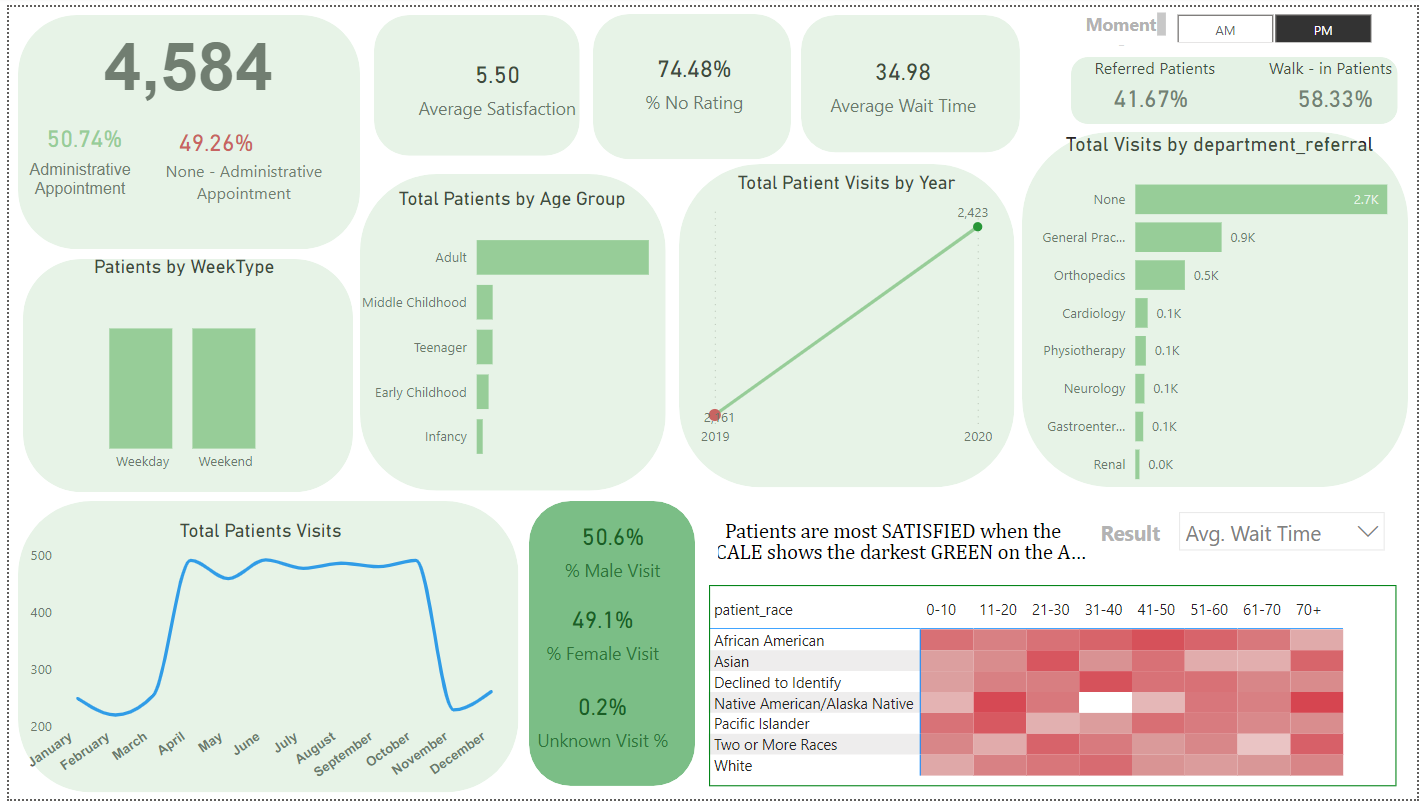 4,584
50.74%
Administrative
Appointment
49.26%
None - Administrative
Appointment
5.50
Average Satisfaction
74.48%
% No Rating
34.98
Average Wait Time
Moment
AM
PM
Referred Patients
41.67%
Walk - in Patients
58.33%
Patients by WeekType
Weekday
Weekend
Total Patients by Age Group
Adult
Middle Childhood
Teenager
Early Childhood
Infancy
Total Patient Visits by Year
2,423
2,161
2019
2020
Total Visits by department_referral
None 2.7K
General Prac... 0.9K
Orthopedics 0.5K
Cardiology 0.1K
Physiotherapy 0.1K
Neurology 0.1K
Gastroenter... 0.1K
Renal 0.0K
Total Patients Visits
500
400
300
200
January
February
March
April
May
June
July
August
September
October
November
December
50.6%
% Male Visit
49.1%
% Female Visit
0.2%
Unknown Visit %
Patients are most SATISFIED when the
CALE shows the darkest GREEN on the A...
Result
Avg. Wait Time
patient_race 0-10 11-20 21-30 31-40 41-50 51-60 61-70 70+
African American
Asian
Declined to Identify
Native American/Alaska Native
Pacific Islander
Two or More Races
White